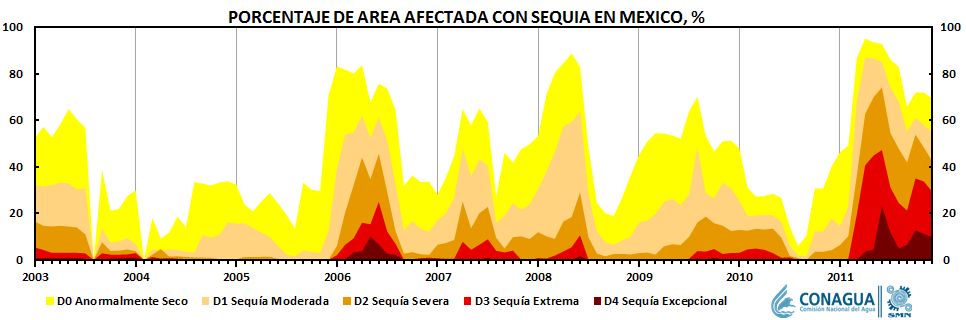 PORCENTAJE DE AREA AFECTADA CON SEQUIA EN MEXICO, %
100 100
80 80
60 60
40 40
20 20
0 0
2003 2004 2005 2006 2007 2008 2009 2010 2011
D0 Anormalmente Seco D1 Sequía Moderada D2 Sequía Severa D3 Sequía Extrema D4 Sequía Excepcional
CONAGUA
Comisión Nacional del Agua
SMN